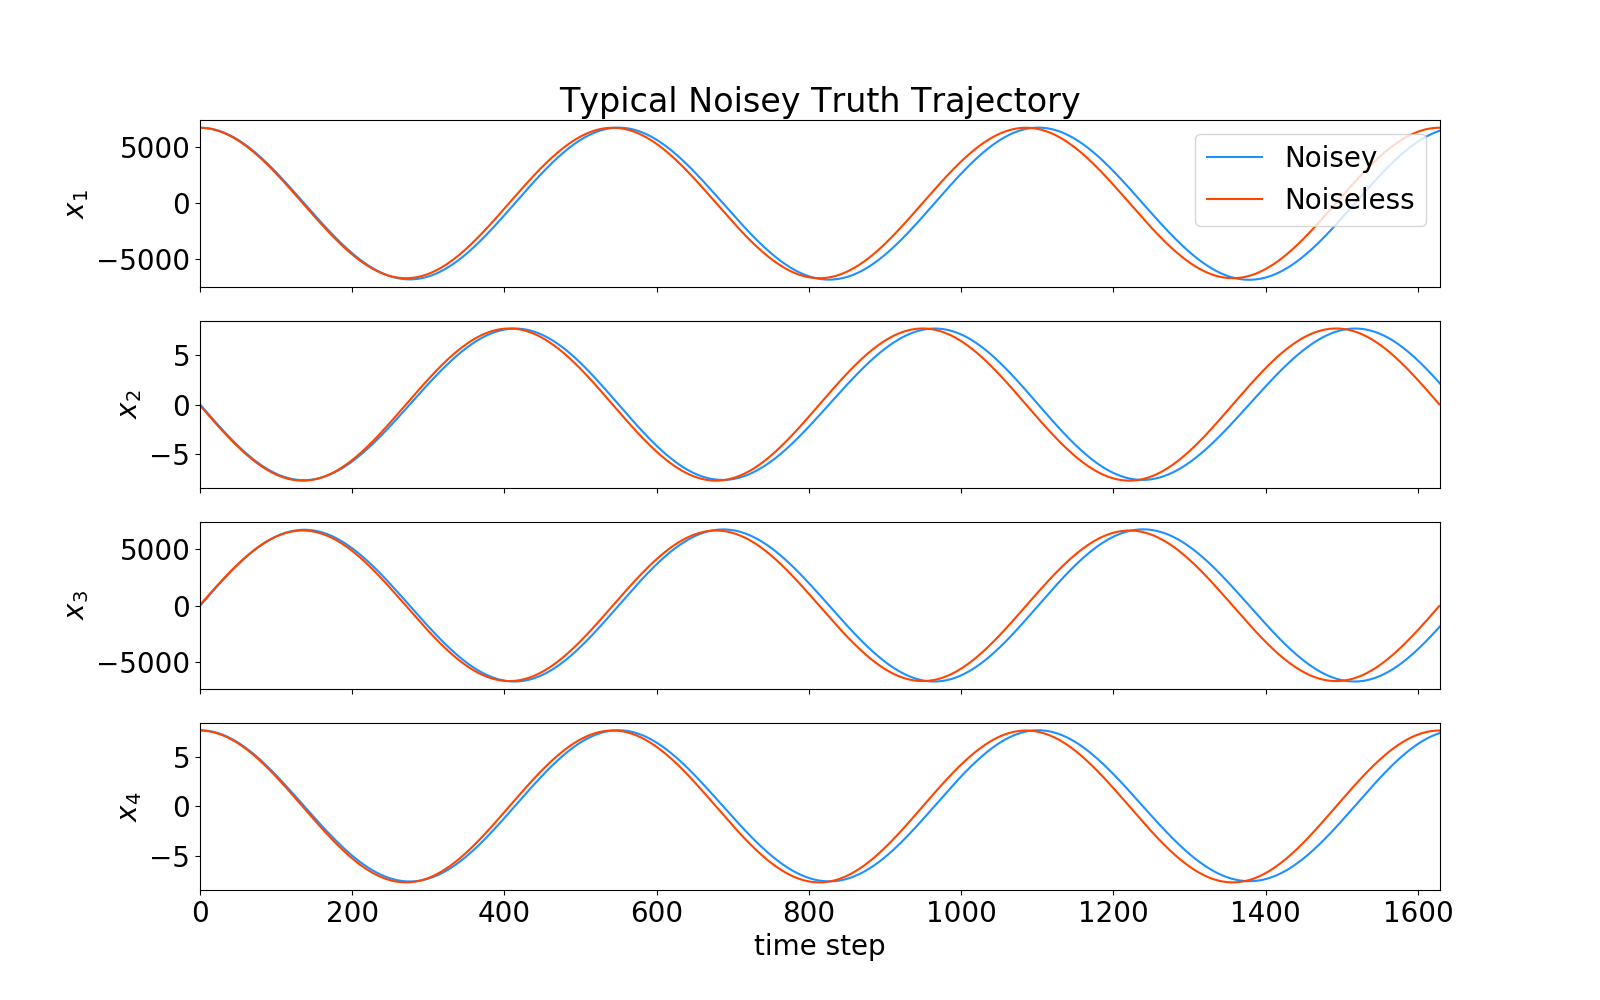 Typical Noisey Truth Trajectory
x₁
5000
0
−5000
Noisey
Noiseless
0 200 400 600 800 1000 1200 1400 1600
x₂
5
0
−5
x₃
5000
0
−5000
x₄
5
0
−5
time step